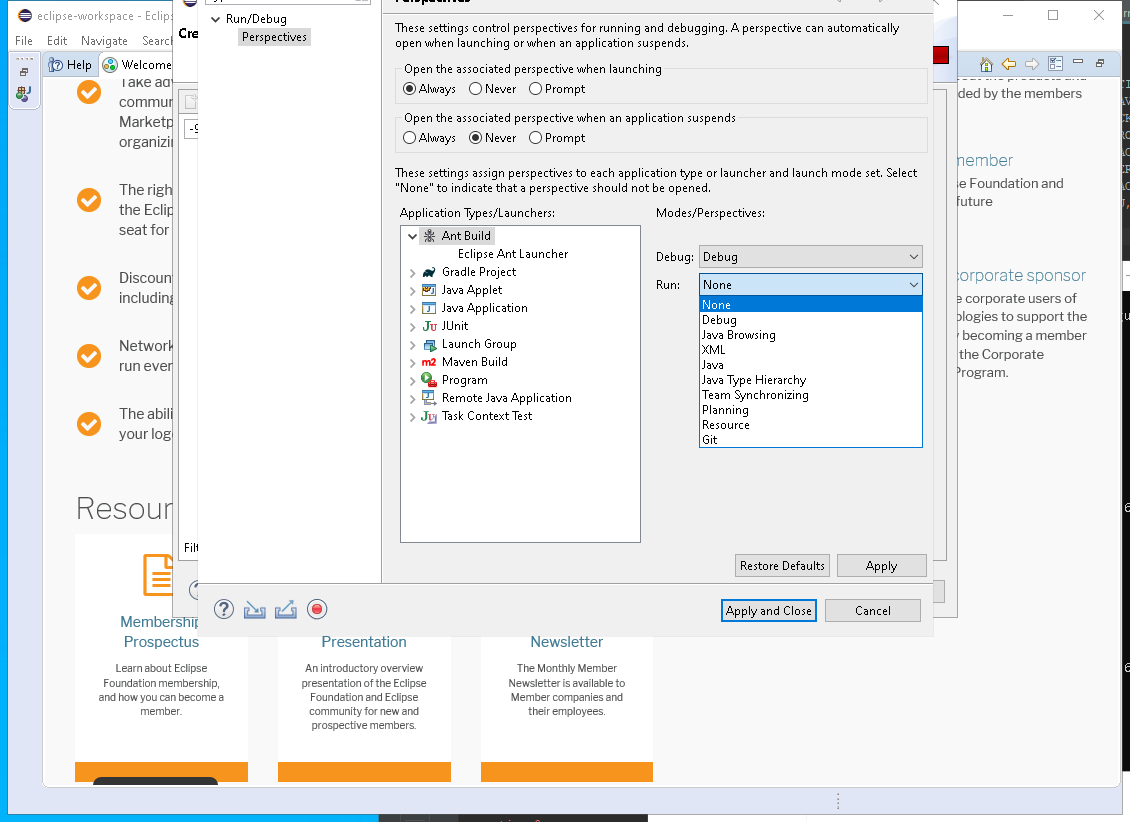 eclipse-workspace - Eclips
File Edit Navigate Search
Help Welcome
Run/Debug
Perspectives
Cre
These settings control perspectives for running and debugging. A perspective can automatically
open when launching or when an application suspends.
Open the associated perspective when launching
Always Never Prompt
Open the associated perspective when an application suspends
Always Never Prompt
These settings assign perspectives to each application type or launcher and launch mode set. Select
"None" to indicate that a perspective should not be opened.
Application Types/Launchers:
Ant Build
Eclipse Ant Launcher
Gradle Project
Java Applet
Java Application
JUnit
Launch Group
Maven Build
Program
Remote Java Application
Task Context Test
Modes/Perspectives:
Debug: Debug
Run: None
None
Debug
Java Browsing
XML
Java
Java Type Hierarchy
Team Synchronizing
Planning
Resource
Git
Restore Defaults Apply
Apply and Close Cancel
Take adv
commun
Marketp
organizin
The righ
the Eclip
seat for
Discoun
including
Network
run even
The abili
your log
Filt
ded by the members
member
se Foundation and
future
corporate sponsor
e corporate users of
ologies to support the
y becoming a member
the Corporate
Program.
Resour
Membership
Prospectus
Learn about Eclipse
Foundation membership,
and how you can become a
member.
Presentation
An introductory overview
presentation of the Eclipse
Foundation and Eclipse
community for new and
prospective members.
Newsletter
The Monthly Member
Newsletter is available to
Member companies and
their employees.